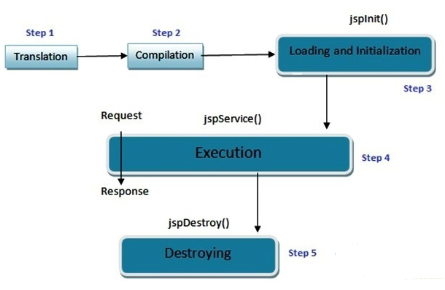 jspInit()
Step 1
Step 2
Translation
Compilation
Loading and Initialization
Step 3
Request
jspService()
Execution
Step 4
Response
jspDestroy()
Destroying
Step 5